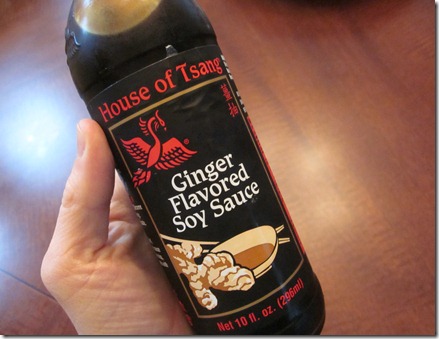 House of Tsang
®
Ginger
Flavored
Soy Sauce
Net 10 fl. oz. (296ml)